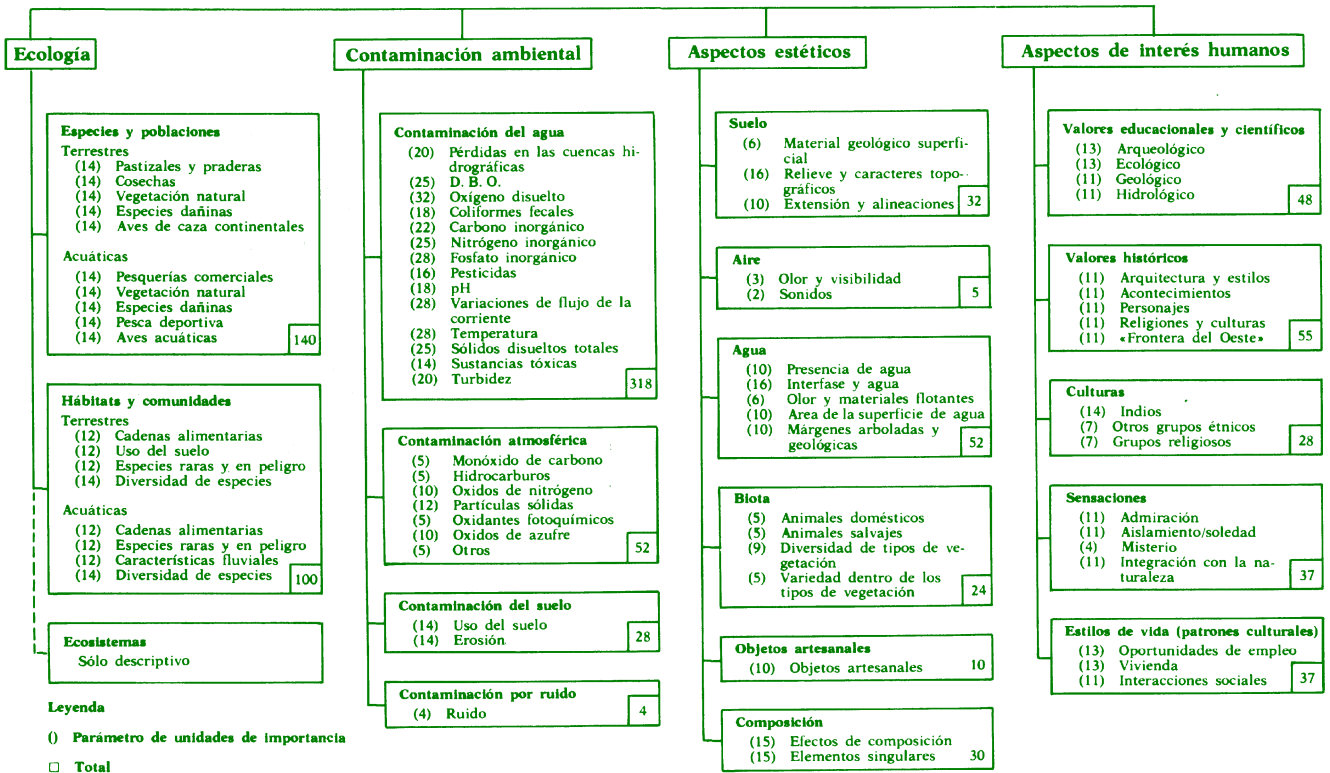 Ecología
Especies y poblaciones
Terrestres
(14) Pastizales y praderas
(14) Cosechas
(14) Vegetación natural
(14) Especies dañinas
(14) Aves de caza continentales
Acuáticas
(14) Pesquerías comerciales
(14) Vegetación natural
(14) Especies dañinas
(14) Pesca deportiva
(14) Aves acuáticas
140
Hábitats y comunidades
Terrestres
(12) Cadenas alimentarias
(12) Uso del suelo
(12) Especies raras y en peligro
(14) Diversidad de especies
Acuáticas
(12) Cadenas alimentarias
(12) Especies raras y en peligro
(12) Características fluviales
(14) Diversidad de especies
100
Ecosistemas
Sólo descriptivo
Leyenda
() Parámetro de unidades de importancia
□ Total
Contaminación ambiental
Contaminación del agua
(20) Pérdidas en las cuencas hi-
drográficas
(25) D. B. O.
(32) Oxígeno disuelto
(18) Coliformes fecales
(22) Carbono inorgánico
(25) Nitrógeno inorgánico
(28) Fosfato inorgánico
(16) Pesticidas
(18) pH
(28) Variaciones de flujo de la
corriente
(28) Temperatura
(25) Sólidos disueltos totales
(14) Sustancias tóxicas
(20) Turbidez
318
Contaminación atmosférica
(5) Monóxido de carbono
(5) Hidrocarburos
(10) Oxidos de nitrógeno
(12) Partículas sólidas
(5) Oxidantes fotoquímicos
(10) Oxidos de azufre
(5) Otros
52
Contaminación del suelo
(14) Uso del suelo
(14) Erosión
28
Contaminación por ruido
(4) Ruido
4
Aspectos estéticos
Suelo
(6) Material geológico superfi-
cial
(16) Relieve y caracteres topo-
gráficos
(10) Extensión y alineaciones
32
Aire
(3) Olor y visibilidad
(2) Sonidos
5
Agua
(10) Presencia de agua
(16) Interfase y agua
(6) Olor y materiales flotantes
(10) Area de la superficie de agua
(10) Márgenes arboladas y
geológicas
52
Biota
(5) Animales domésticos
(5) Animales salvajes
(9) Diversidad de tipos de ve-
getación
(5) Variedad dentro de los
tipos de vegetación
24
Objetos artesanales
(10) Objetos artesanales 10
Composición
(15) Efectos de composición
(15) Elementos singulares 30
Aspectos de interés humanos
Valores educacionales y científicos
(13) Arqueológico
(13) Ecológico
(11) Geológico
(11) Hidrológico
48
Valores históricos
(11) Arquitectura y estilos
(11) Acontecimientos
(11) Personajes
(11) Religiones y culturas
(11) «Frontera del Oeste»
55
Culturas
(14) Indios
(7) Otros grupos étnicos
(7) Grupos religiosos
28
Sensaciones
(11) Admiración
(11) Aislamiento/soledad
(4) Misterio
(11) Integración con la na-
turaleza
37
Estilos de vida (patrones culturales)
(13) Oportunidades de empleo
(13) Vivienda
(11) Interacciones sociales
37